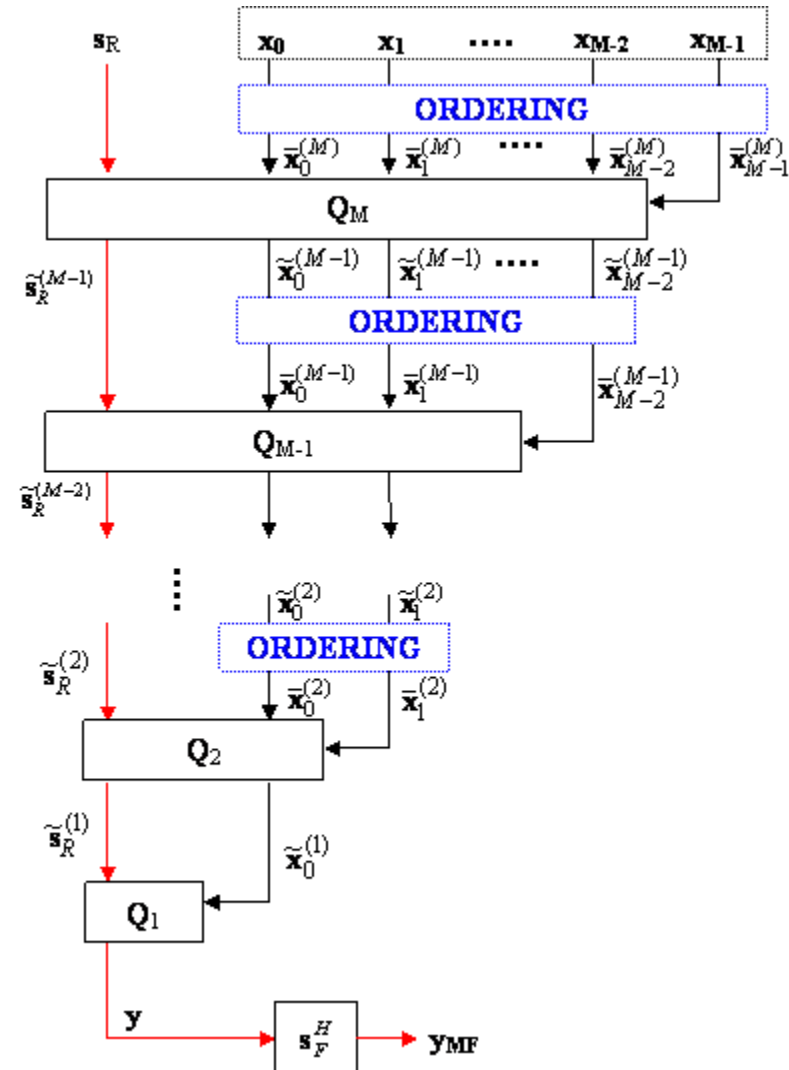 s_R x_0 x_1 .... x_{M-2} x_{M-1}
ORDERING
x̄_0^{(M)} x̄_1^{(M)} .... x̄_{M-2}^{(M)} x̄_{M-1}^{(M)}
Q_M
s̃_R^{(M-1)} x̃_0^{(M-1)} x̃_1^{(M-1)} .... x̃_{M-2}^{(M-1)}
ORDERING
x̄_0^{(M-1)} x̄_1^{(M-1)} x̄_{M-2}^{(M-1)}
Q_{M-1}
s̃_R^{(M-2)}
....
x̃_0^{(2)} x̃_1^{(2)}
ORDERING
s̃_R^{(2)} x̄_0^{(2)} x̄_1^{(2)}
Q_2
s̃_R^{(1)} x̃_0^{(1)}
Q_1
y s_F^H y_{MF}